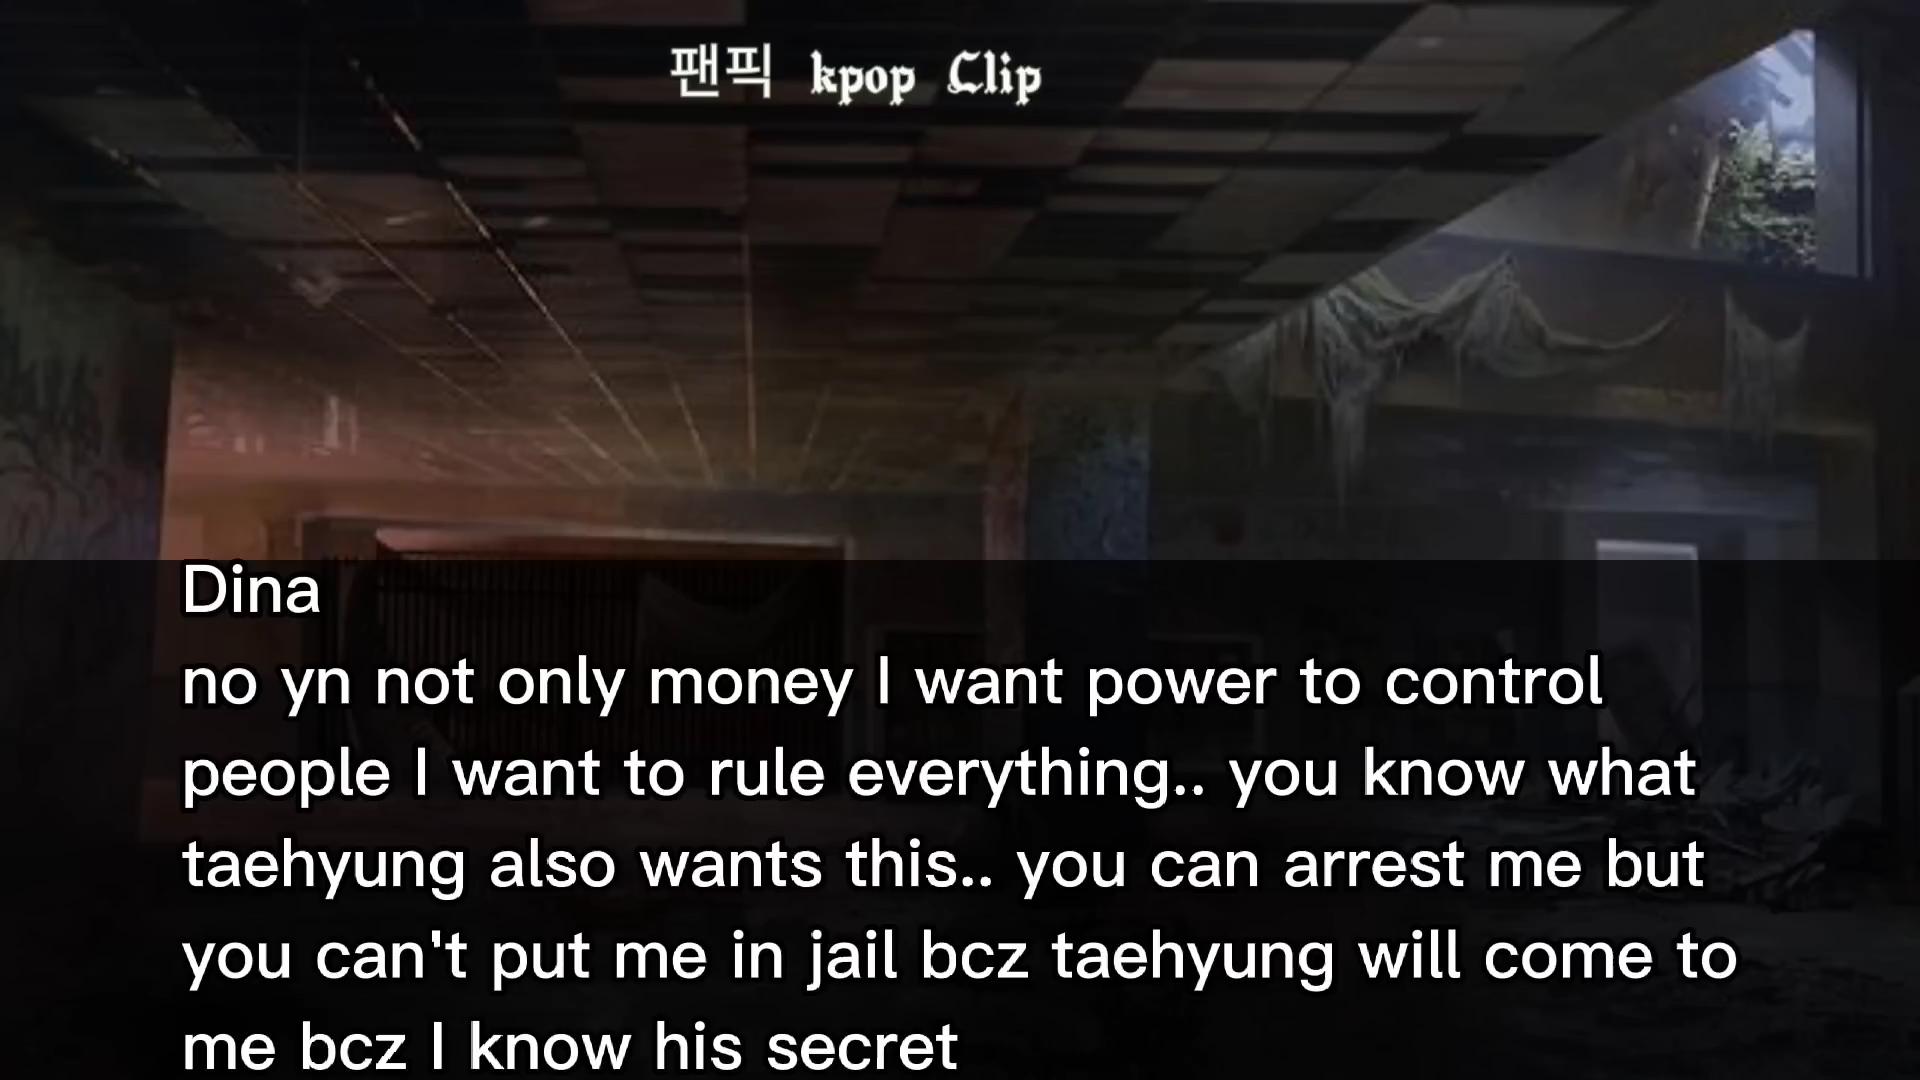 팬픽 kpop Clip
Dina
no yn not only money I want power to control
people I want to rule everything.. you know what
taehyung also wants this.. you can arrest me but
you can't put me in jail bcz taehyung will come to
me bcz I know his secret